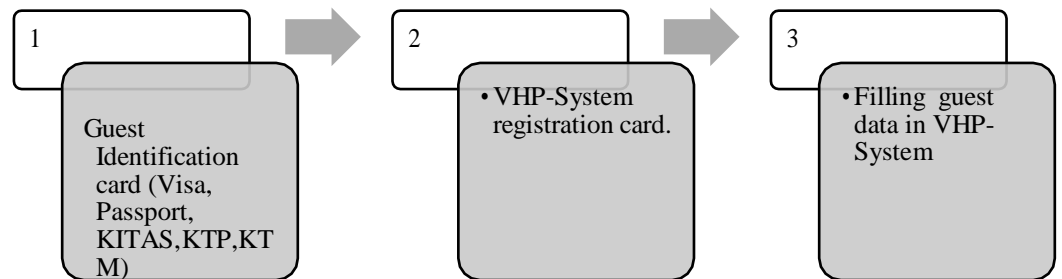 1
Guest
Identification
card (Visa,
Passport,
KITAS,KTP,KT
M)
2
• VHP-System
registration card.
3
• Filling guest
data in VHP-
System